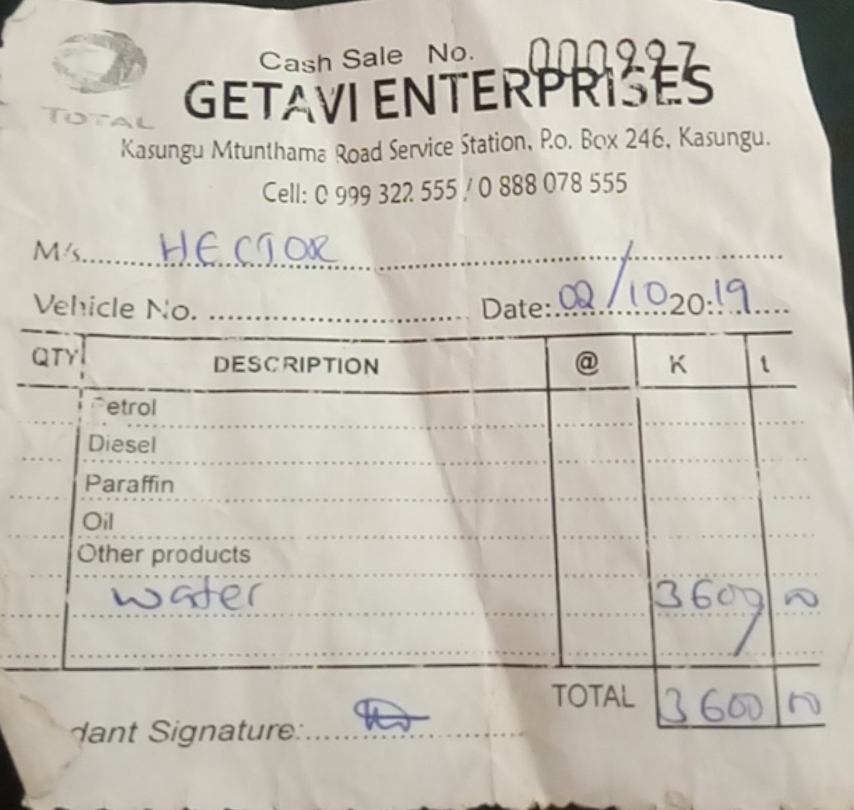 TOTAL
Cash Sale No. 000997
GETAVI ENTERPRISES
Kasungu Mtunthama Road Service Station, P.o. Box 246, Kasungu.
Cell: 0 999 322 555 / 0 888 078 555
M/s. HECTOR
Vehicle No. Date: 02/10 20:19
QTY DESCRIPTION @ K t
etrol
Diesel
Paraffin
Oil
Other products
water 3600 00
TOTAL 3600 00
dant Signature: